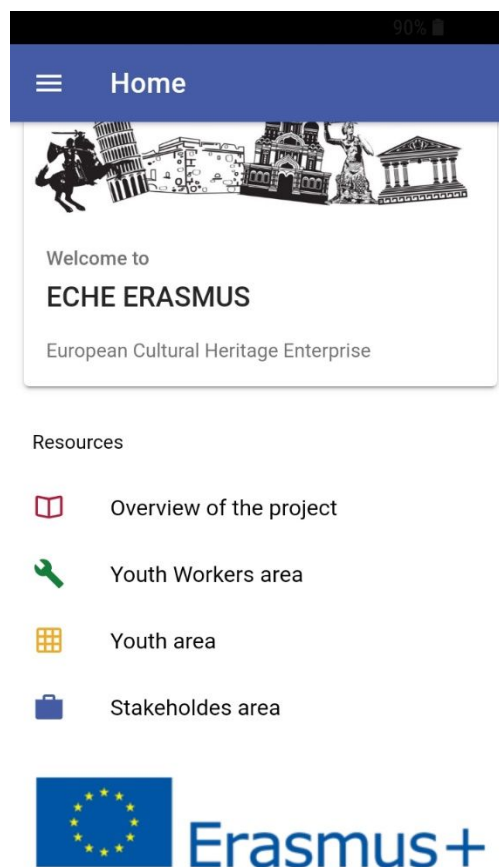 90%
Home
Welcome to
ECHE ERASMUS
European Cultural Heritage Enterprise
Resources
Overview of the project
Youth Workers area
Youth area
Stakeholdes area
Erasmus+